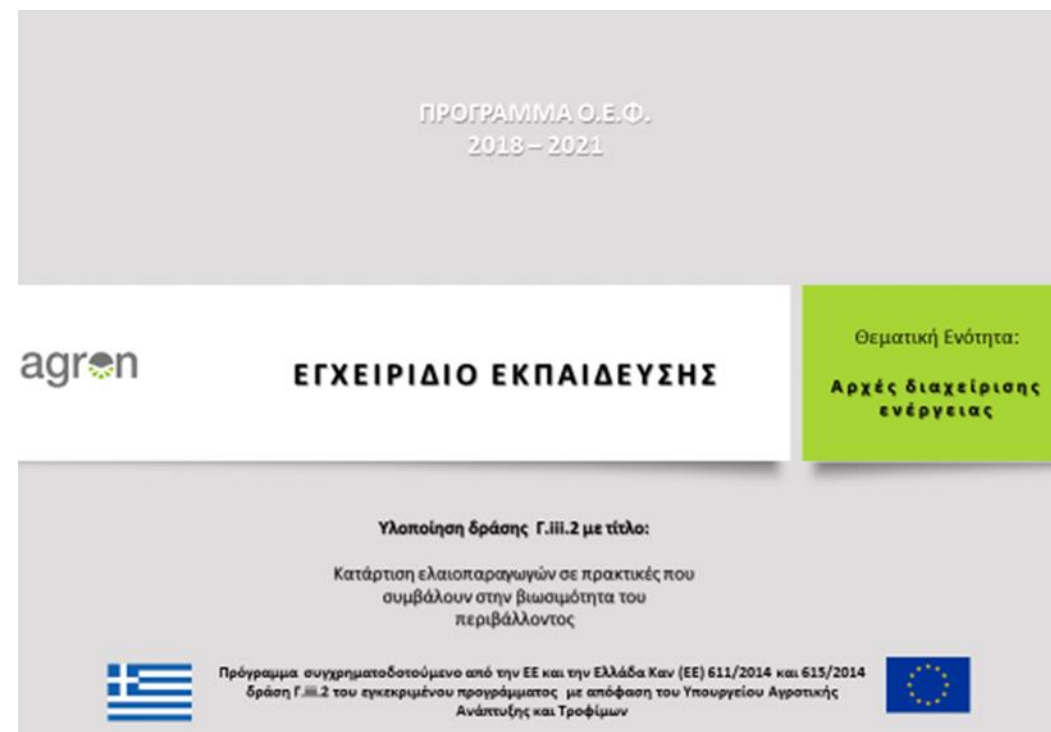 ΠΡΟΓΡΑΜΜΑ Ο.Ε.Φ.
2018 – 2021
agron
ΕΓΧΕΙΡΙΔΙΟ ΕΚΠΑΙΔΕΥΣΗΣ
Θεματική Ενότητα:
Αρχές διαχείρισης
ενέργειας
Υλοποίηση δράσης Γ.iii.2 με τίτλο:
Κατάρτιση ελαιοπαραγωγών σε πρακτικές που
συμβάλουν στην βιωσιμότητα του
περιβάλλοντος
Πρόγραμμα συγχρηματοδοτούμενο από την ΕΕ και την Ελλάδα Καν (ΕΕ) 611/2014 και 615/2014
δράση Γ.iii.2 του εγκεκριμένου προγράμματος με απόφαση του Υπουργείου Αγροτικής
Ανάπτυξης και Τροφίμων